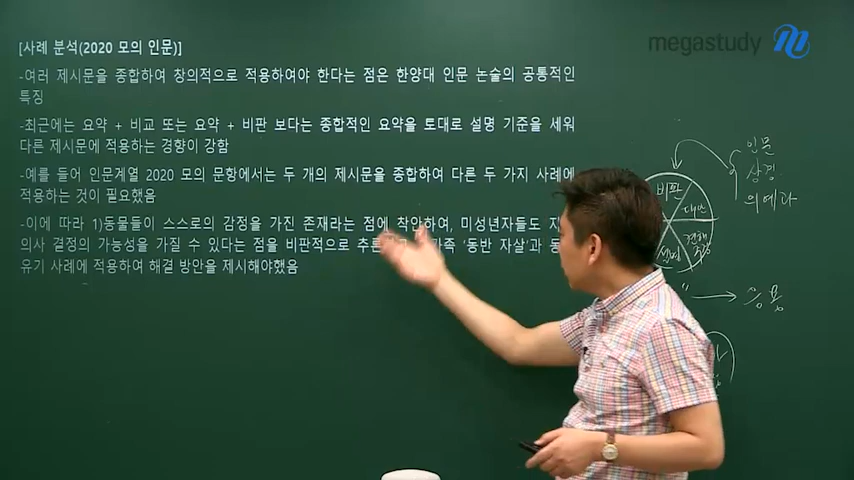 megastudy
[사례 분석(2020 모의 인문)]
-여러 제시문을 종합하여 창의적으로 적용하여야 한다는 점은 한양대 인문 논술의 공통적인
특징
-최근에는 요약 + 비교 또는 요약 + 비판 보다는 종합적인 요약을 토대로 설명 기준을 세워
다른 제시문에 적용하는 경향이 강함
-예를 들어 인문계열 2020 모의 문항에서는 두 개의 제시문을 종합하여 다른 두 가지 사례에
적용하는 것이 필요했음
-이에 따라 1)동물들이 스스로의 감정을 가진 존재라는 점에 착안하여, 미성년자들도
의사 결정의 가능성을 가질 수 있다는 점을 비판적으로 '동반 자살'과
유기 사례에 적용하여 해결 방안을 제시해야했음
인문
상경
비판
대안
견해
응용